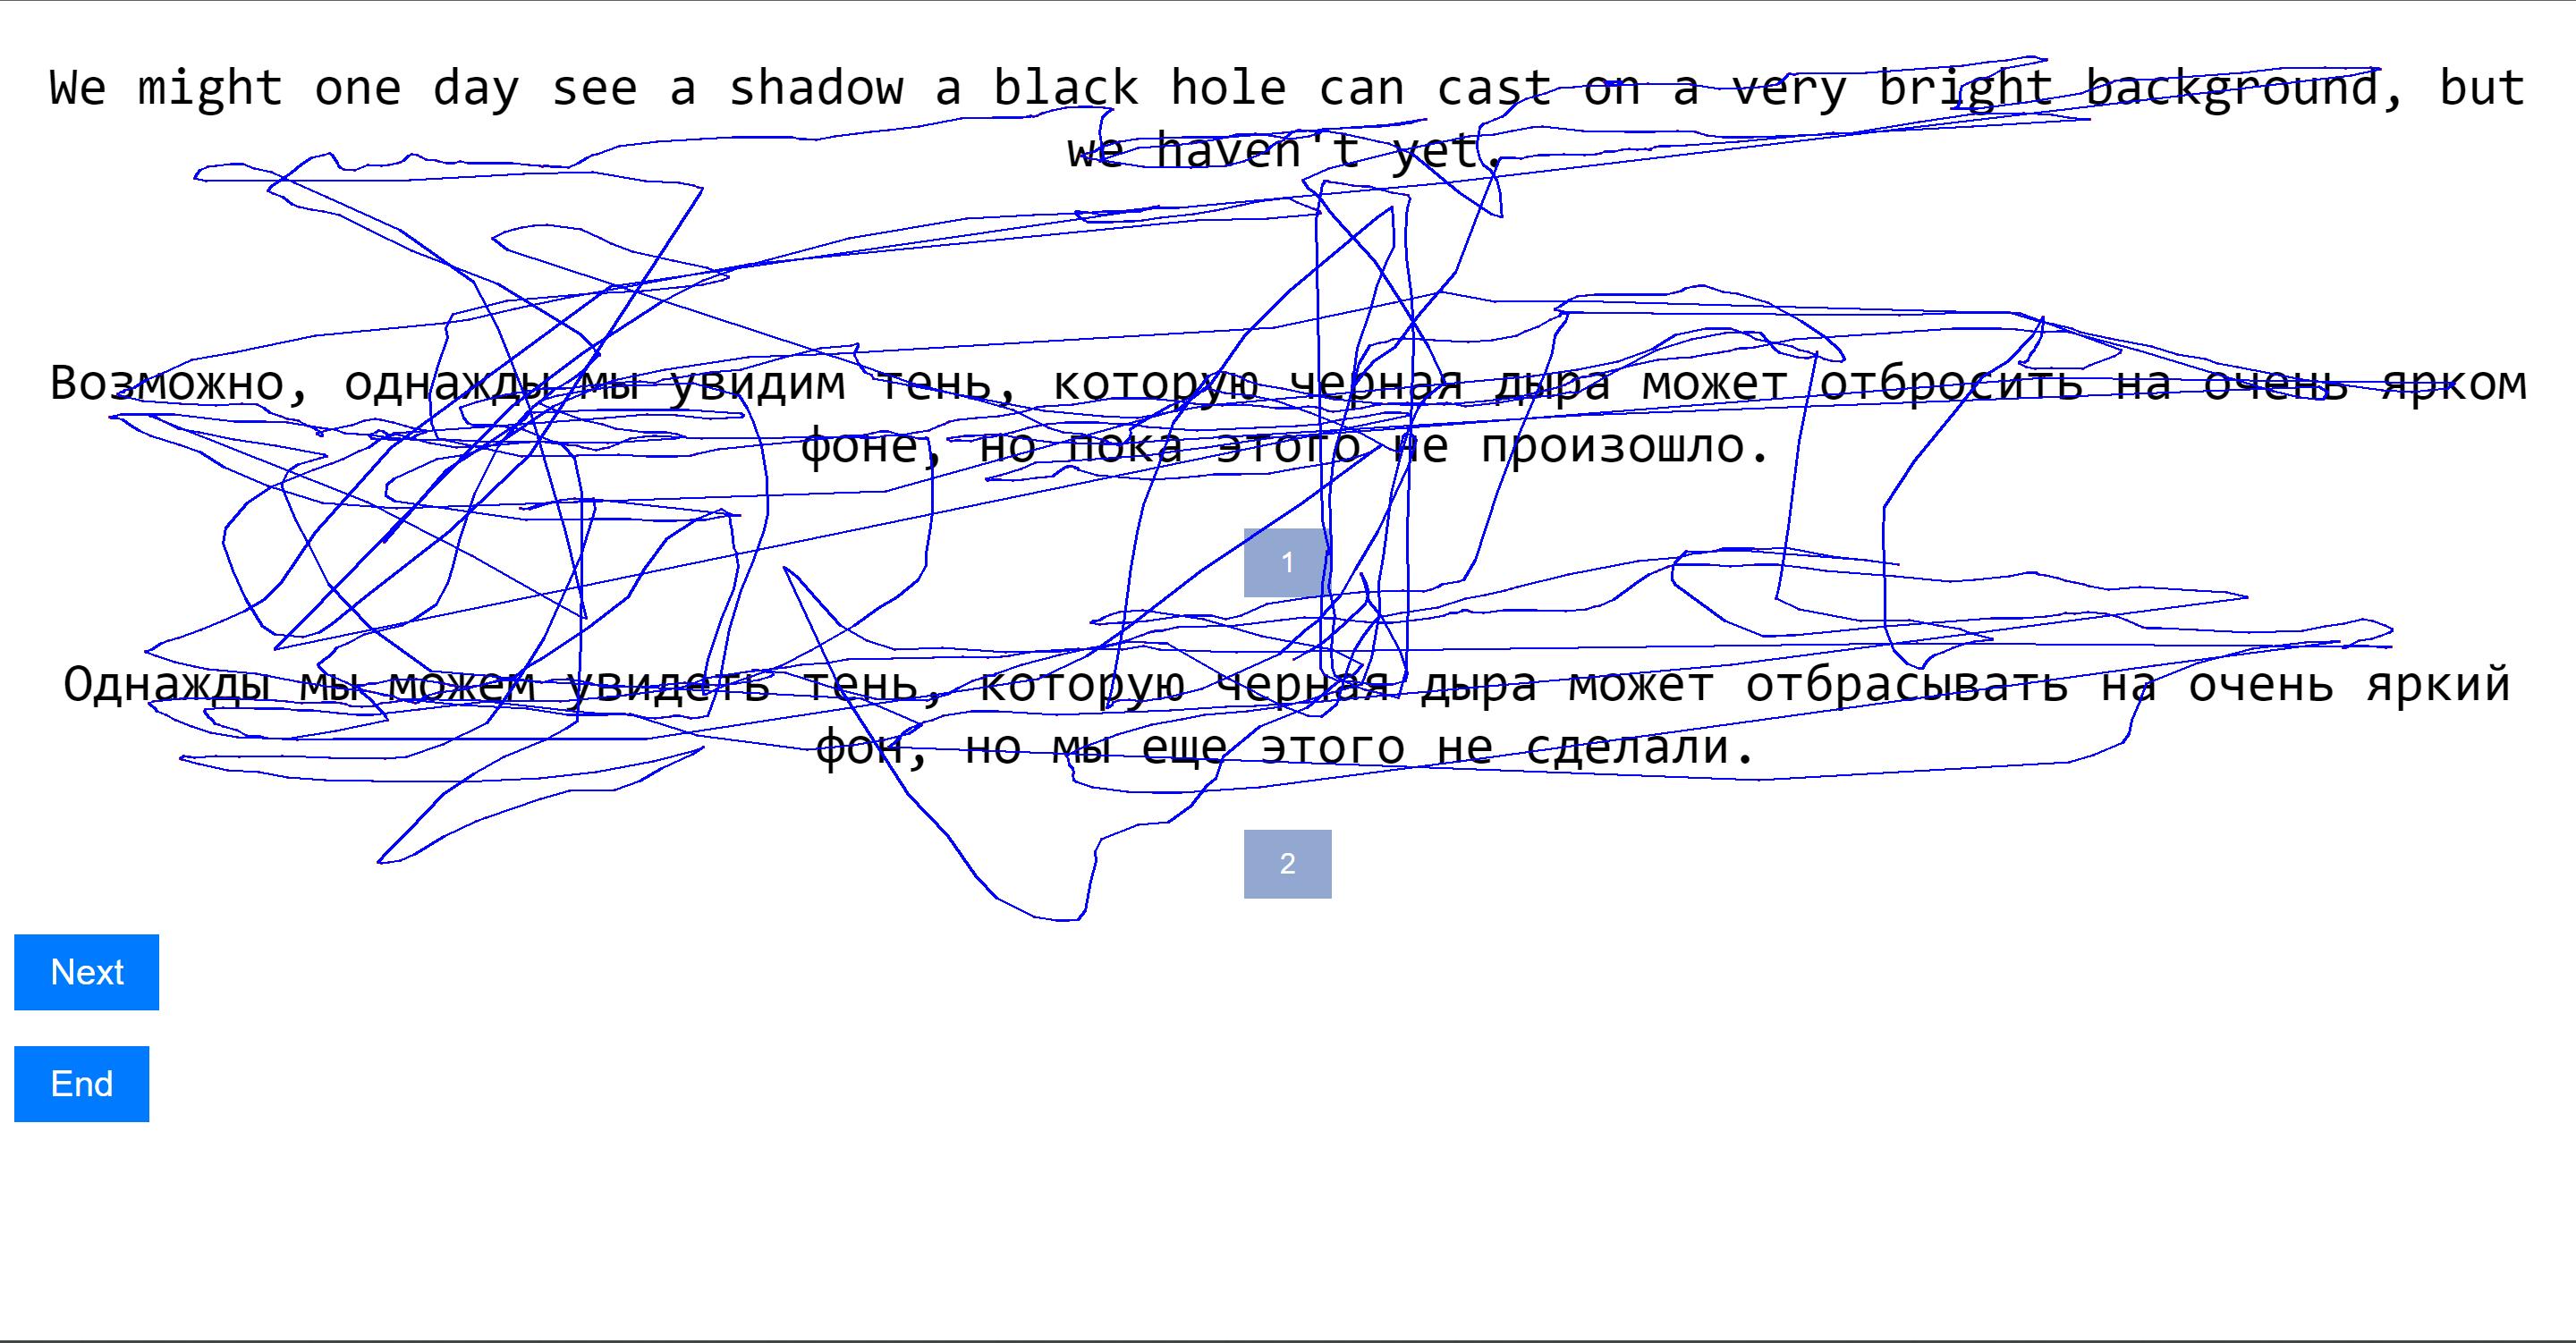 We might one day see a shadow a black hole can cast on a very bright background, but
we haven't yet.
Возможно, однажды мы увидим тень, которую черная дыра может отбросить на очень ярком
фоне, но пока этого не произошло.
1
Однажды мы можем увидеть тень, которую черная дыра может отбрасывать на очень яркий
фон, но мы еще этого не сделали.
2
Next
End